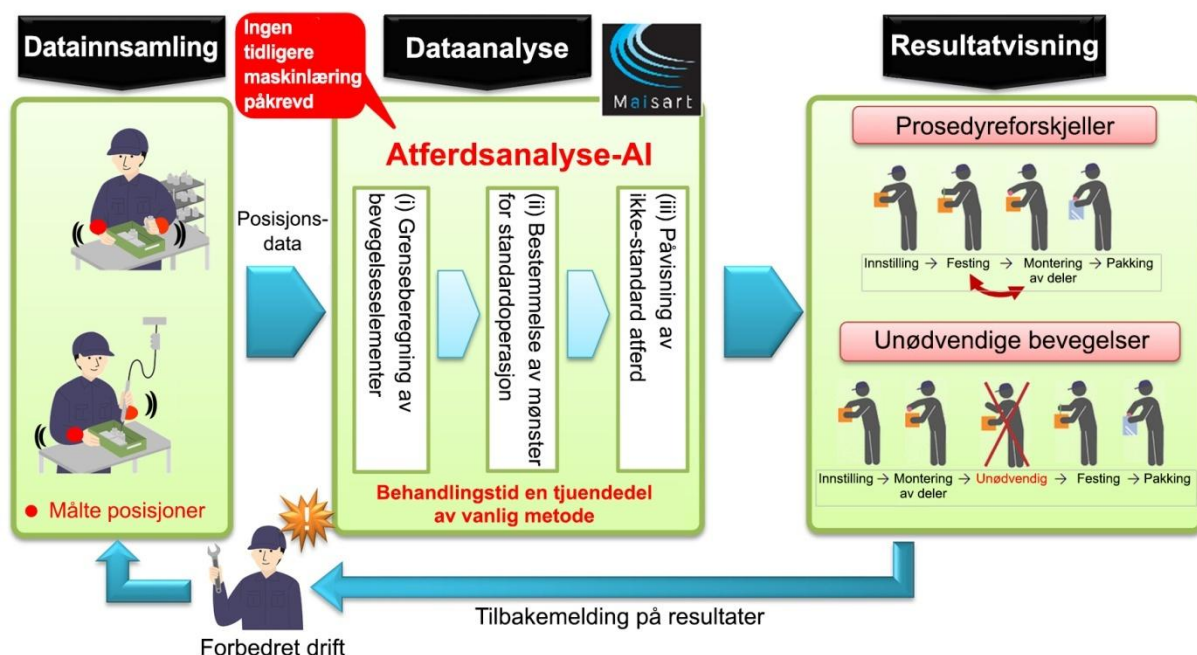 Datainnsamling
Målte posisjoner
Posisjons-
data
Ingen
tidligere
maskinlæring
påkrevd
Dataanalyse
Maisart
Atferdsanalyse-AI
(i) Grenseberegning av
bevegelseselementer
(ii) Bestemmelse av mønster
for standardoperasjon
(iii) Påvisning av
ikke-standard atferd
Behandlingstid en tjuendedel
av vanlig metode
Resultatvisning
Prosedyreforskjeller
Innstilling → Festing → Montering → Pakking
av deler
Unødvendige bevegelser
Innstilling → Montering → Unødvendig → Festing → Pakking
av deler
!
Tilbakemelding på resultater
Forbedret drift